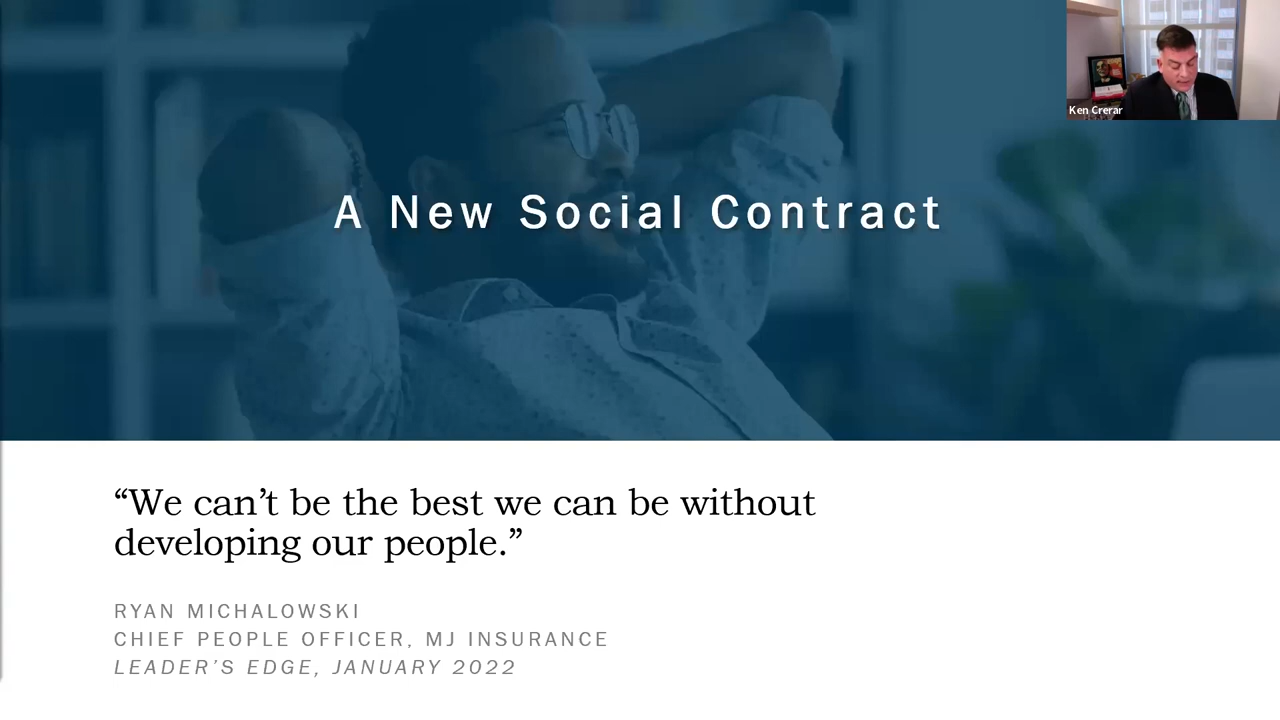 Ken Crerar
A New Social Contract
“We can’t be the best we can be without
developing our people.”
RYAN MICHALOWSKI
CHIEF PEOPLE OFFICER, MJ INSURANCE
LEADER’S EDGE, JANUARY 2022